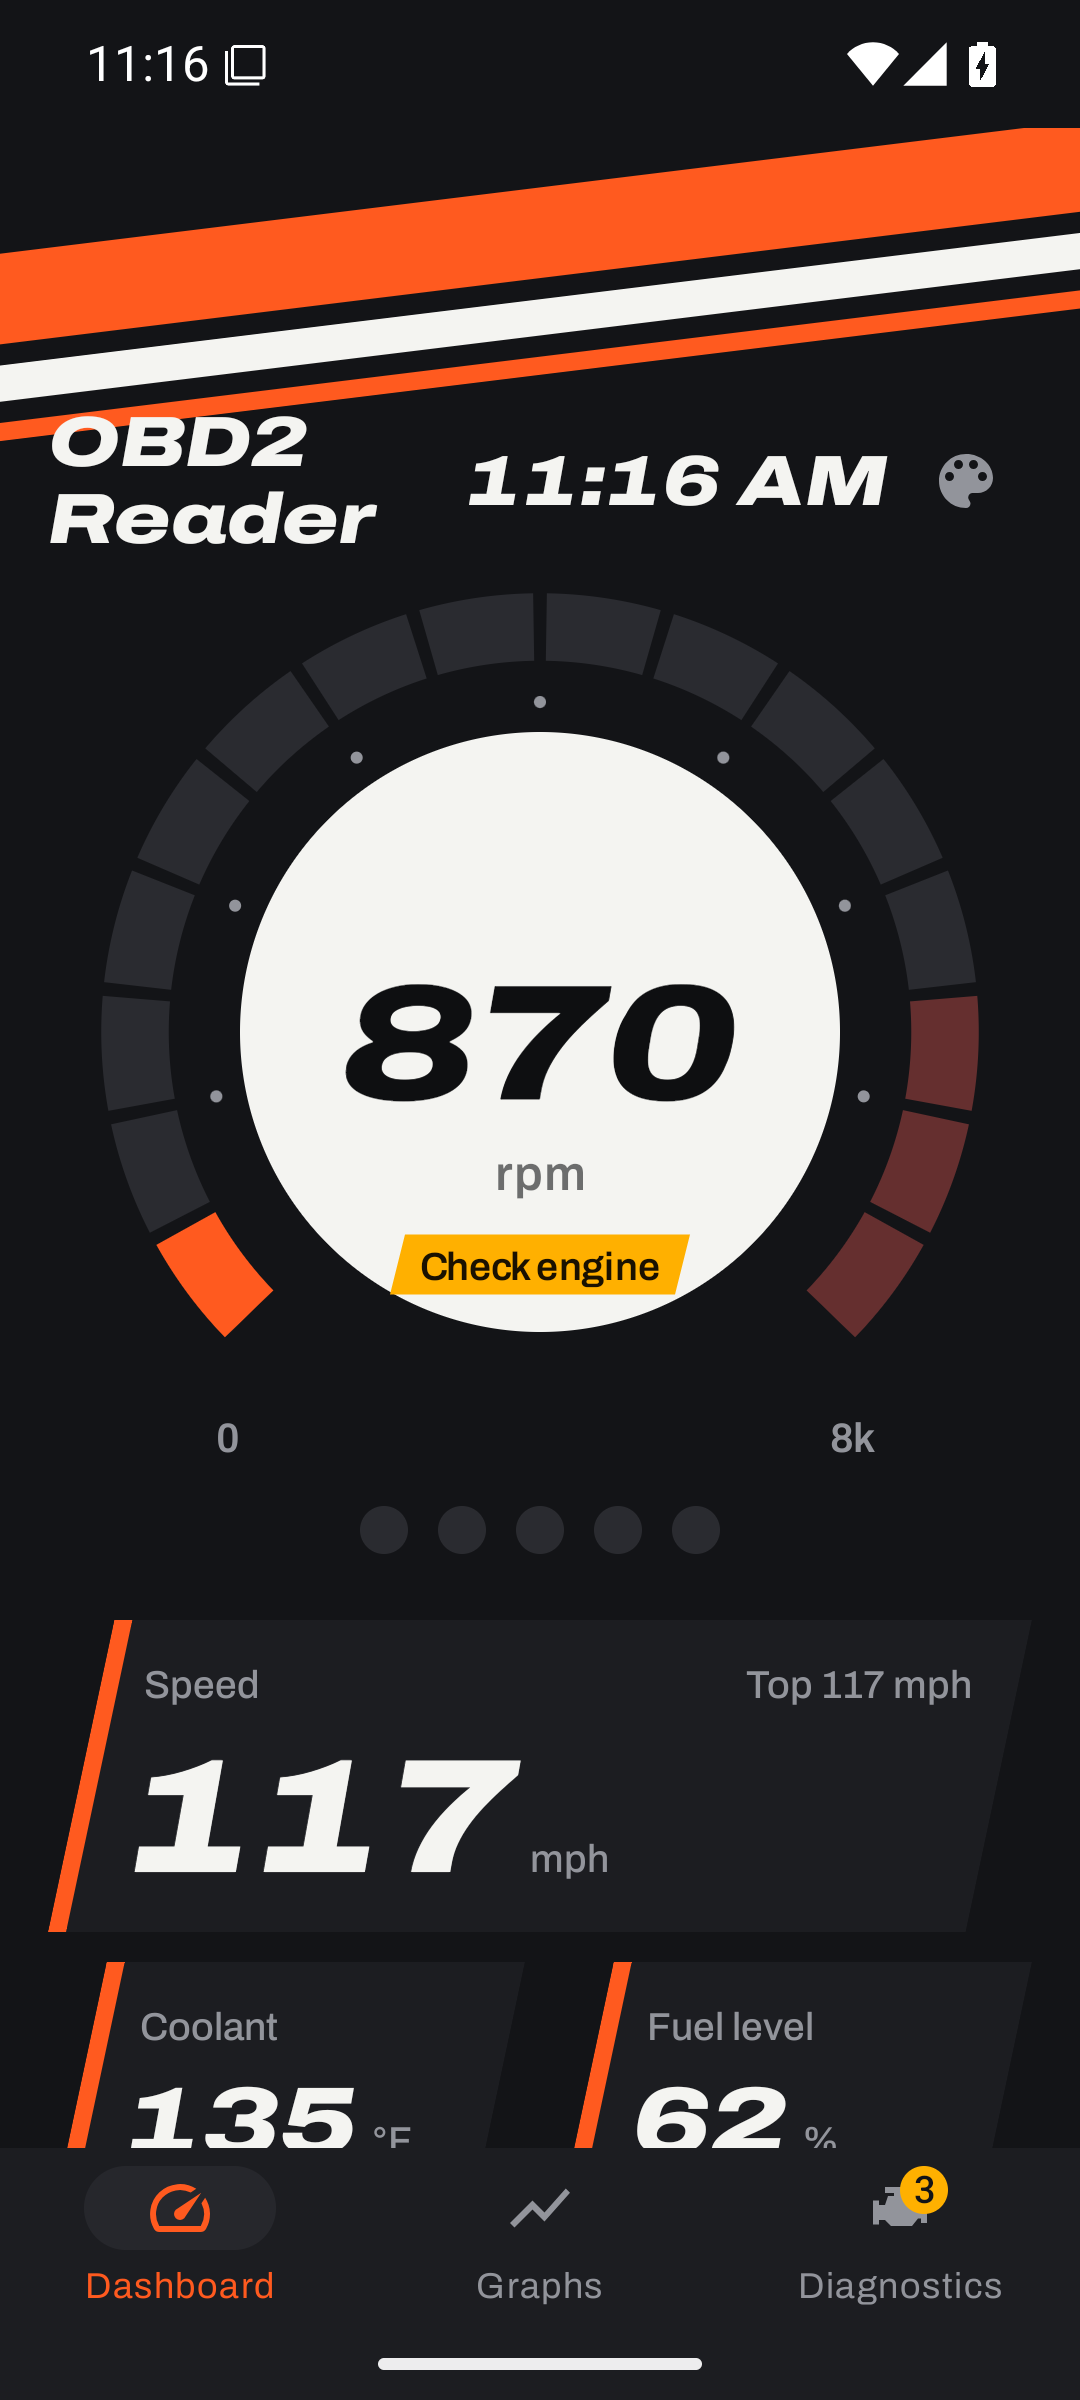 11:16
OBD2
Reader
11:16 AM
870
rpm
Check engine
0
8k
Speed
Top 117 mph
117
mph
Coolant
Fuel level
135 °F
62 %
3
Dashboard
Graphs
Diagnostics